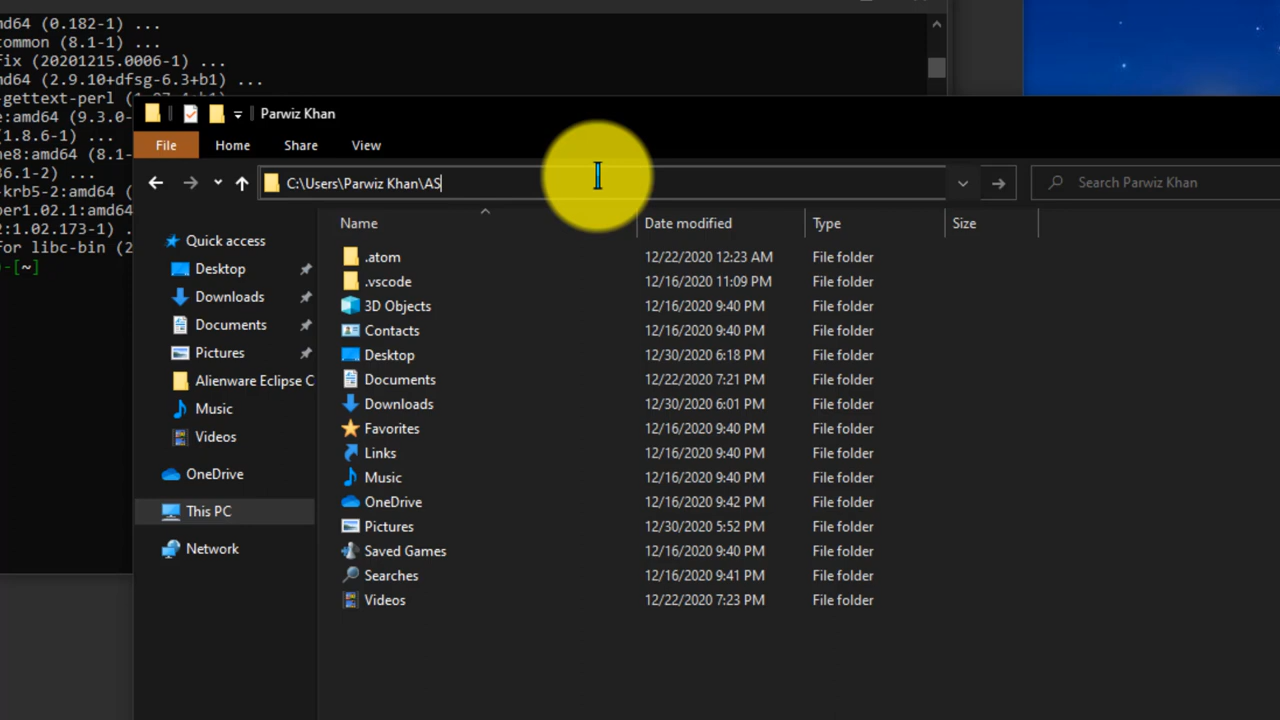 md64 (0.182-1) ...
common (8.1-1) ...
fix (20201215.0006-1) ...
md64 (2.9.10+dfsg-6.3+b1) ...
-gettext-perl (
e:amd64 (9.3.0-
(1.8.6-1) ...
ne8:amd64 (8.1-
36.1-2) ...
-krb5-2:amd64 (
per1.02.1:amd64
2:1.02.173-1) .
for libc-bin (2
-[~]
Parwiz Khan
File Home Share View
C:\Users\Parwiz Khan\AS
Search Parwiz Khan
Name Date modified Type Size
Quick access
Desktop
Downloads
Documents
Pictures
Alienware Eclipse C
Music
Videos
OneDrive
This PC
Network
.atom 12/22/2020 12:23 AM File folder
.vscode 12/16/2020 11:09 PM File folder
3D Objects 12/16/2020 9:40 PM File folder
Contacts 12/16/2020 9:40 PM File folder
Desktop 12/30/2020 6:18 PM File folder
Documents 12/22/2020 7:21 PM File folder
Downloads 12/30/2020 6:01 PM File folder
Favorites 12/16/2020 9:40 PM File folder
Links 12/16/2020 9:40 PM File folder
Music 12/16/2020 9:40 PM File folder
OneDrive 12/16/2020 9:42 PM File folder
Pictures 12/30/2020 5:52 PM File folder
Saved Games 12/16/2020 9:40 PM File folder
Searches 12/16/2020 9:41 PM File folder
Videos 12/22/2020 7:23 PM File folder